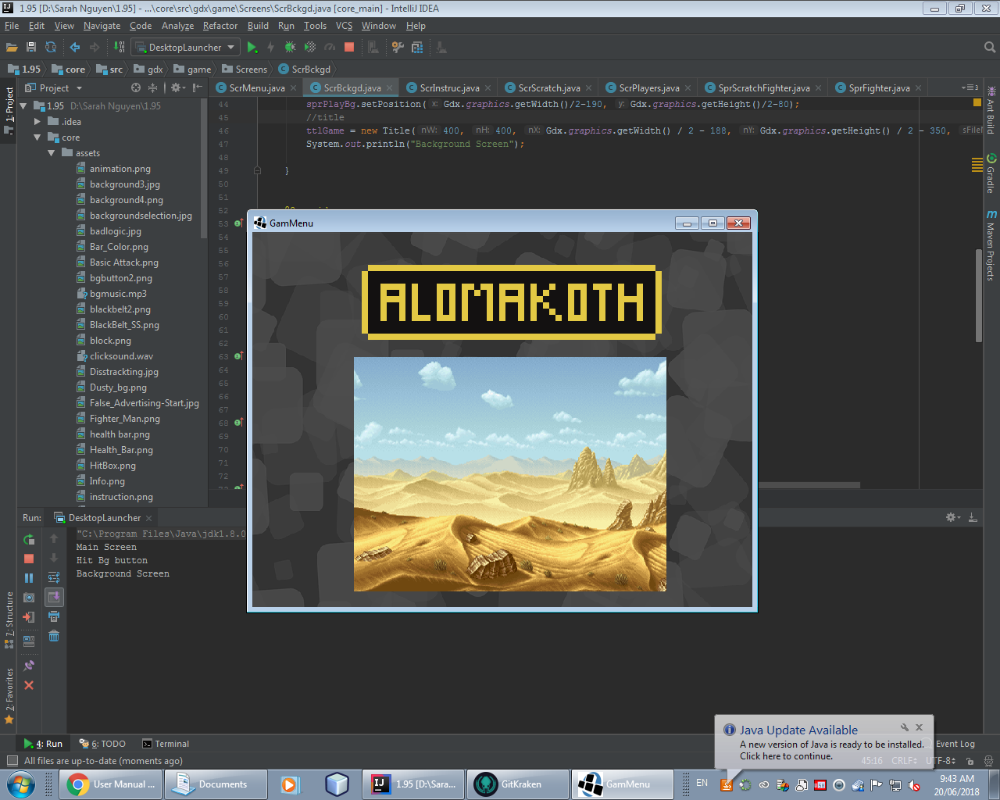 1.95 [D:\Sarah Nguyen\1.95] - ...\core\src\gdx\game\Screens\ScrBckgd.java [core_main] - IntelliJ IDEA
File Edit View Navigate Code Analyze Refactor Build Run Tools VCS Window Help
DesktopLauncher
1.95 core src gdx game Screens ScrBckgd
Project
ScrMenu.java ScrBckgd.java ScrInstruc.java ScrScratch.java ScrPlayers.java SprScratchFighter.java SprFighter.java
1: Project
1.95 D:\Sarah Nguyen\1.95
.idea
core
assets
animation.png
background3.jpg
background4.png
backgroundselection.jpg
badlogic.jpg
Bar_Color.png
Basic Attack.png
bgbutton2.png
bgmusic.mp3
blackbelt2.png
BlackBelt_SS.png
block.png
clicksound.wav
Disstrackting.jpg
Dusty_bg.png
False_Advertising-Start.jpg
Fighter_Man.png
health bar.png
Health_Bar.png
HitBox.png
Info.png
instruction.png
44 sprPlayBg.setPosition( x: Gdx.graphics.getWidth()/2-190, y: Gdx.graphics.getHeight()/2-80);
45 //title
46 ttlGame = new Title( nW: 400, nH: 400, nX: Gdx.graphics.getWidth() / 2 - 188, nY: Gdx.graphics.getHeight() / 2 - 350, sFileN
47 System.out.println("Background Screen");
48
49 }
50
51
52
53
54
55
56
57
58
59
60
61
62
63
64
65
66
67
68
69
70
71
72
Ant Build
Gradle
Maven Projects
GamMenu
ALOMAKOTH
Run: DesktopLauncher
"C:\Program Files\Java\jdk1.8.0
Main Screen
Hit Bg button
Background Screen
7: Structure
2: Favorites
4: Run 6: TODO Terminal Event Log
All files are up-to-date (moments ago)
45:16 CRLF UTF-8
Java Update Available
A new version of Java is ready to be installed.
Click here to continue.
User Manual ... Documents 1.95 [D:\Sara... GitKraken GamMenu EN
9:43 AM
20/06/2018